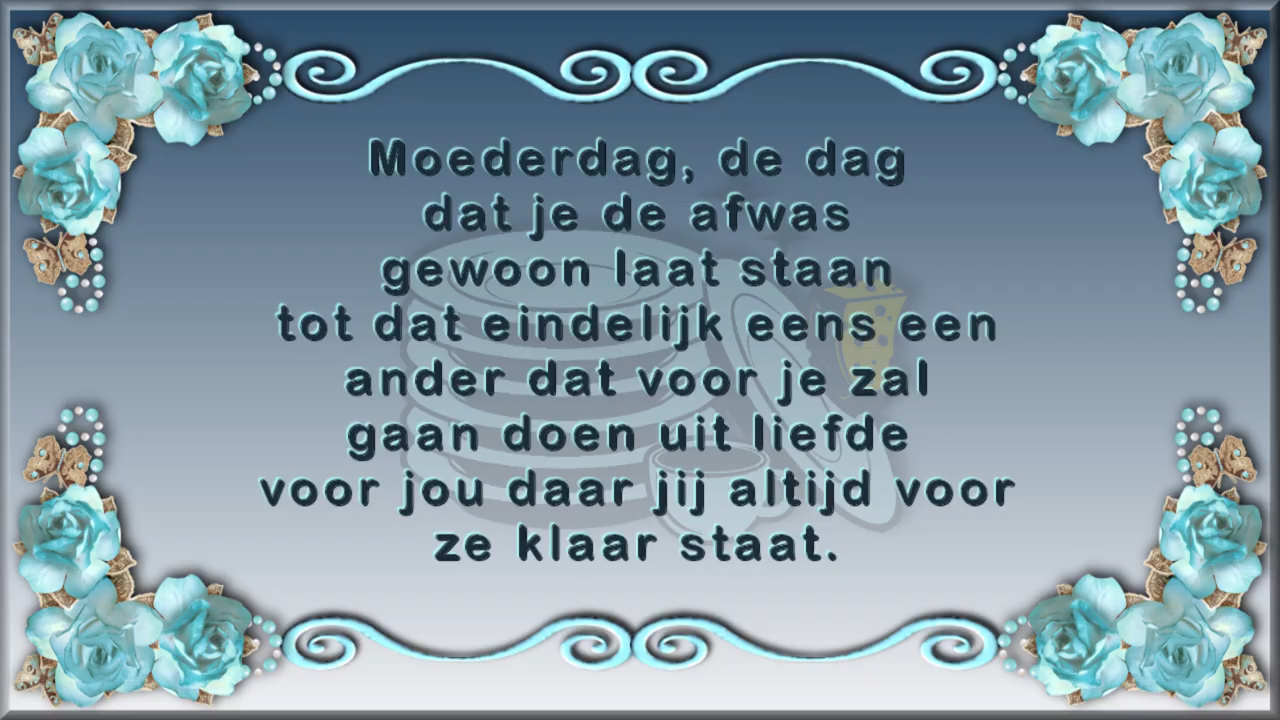 Moederdag, de dag
dat je de afwas
gewoon laat staan
tot dat eindelijk eens een
ander dat voor je zal
gaan doen uit liefde
voor jou daar jij altijd voor
ze klaar staat.